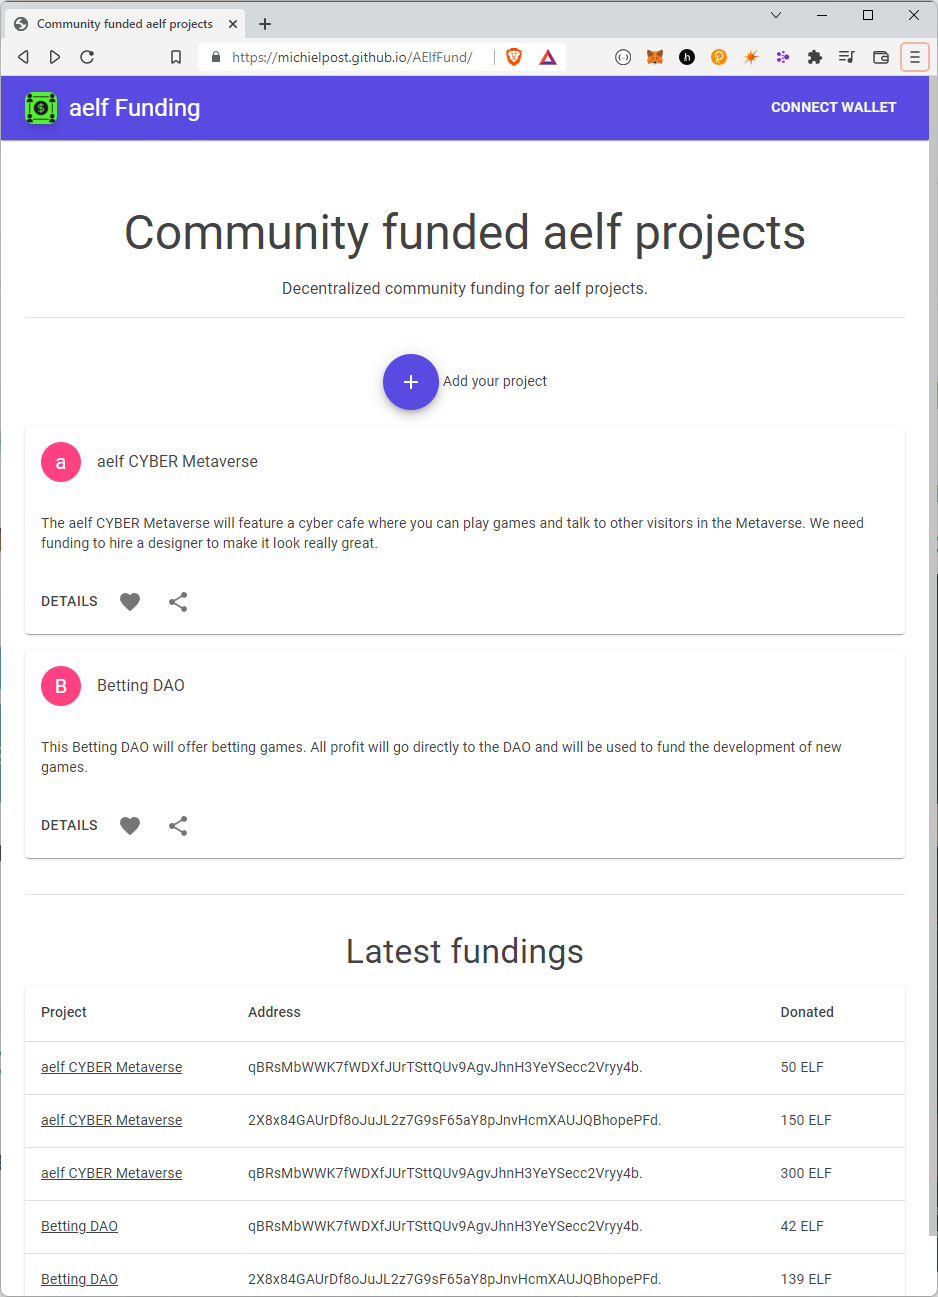 Community funded aelf projects
https://michielpost.github.io/AElfFund/
aelf Funding
CONNECT WALLET
Community funded aelf projects
Decentralized community funding for aelf projects.
Add your project
a
aelf CYBER Metaverse
The aelf CYBER Metaverse will feature a cyber cafe where you can play games and talk to other visitors in the Metaverse. We need
funding to hire a designer to make it look really great.
DETAILS
B
Betting DAO
This Betting DAO will offer betting games. All profit will go directly to the DAO and will be used to fund the development of new
games.
DETAILS
Latest fundings
Project Address Donated
aelf CYBER Metaverse qBRsMbWWK7fWDXfJUrTSttQUv9AgvJhnH3YeYSecc2Vryy4b. 50 ELF
aelf CYBER Metaverse 2X8x84GAUrDf8oJuJL2z7G9sF65aY8pJnvHcmXAUJQBhopePFd. 150 ELF
aelf CYBER Metaverse qBRsMbWWK7fWDXfJUrTSttQUv9AgvJhnH3YeYSecc2Vryy4b. 300 ELF
Betting DAO qBRsMbWWK7fWDXfJUrTSttQUv9AgvJhnH3YeYSecc2Vryy4b. 42 ELF
Betting DAO 2X8x84GAUrDf8oJuJL2z7G9sF65aY8pJnvHcmXAUJQBhopePFd. 139 ELF